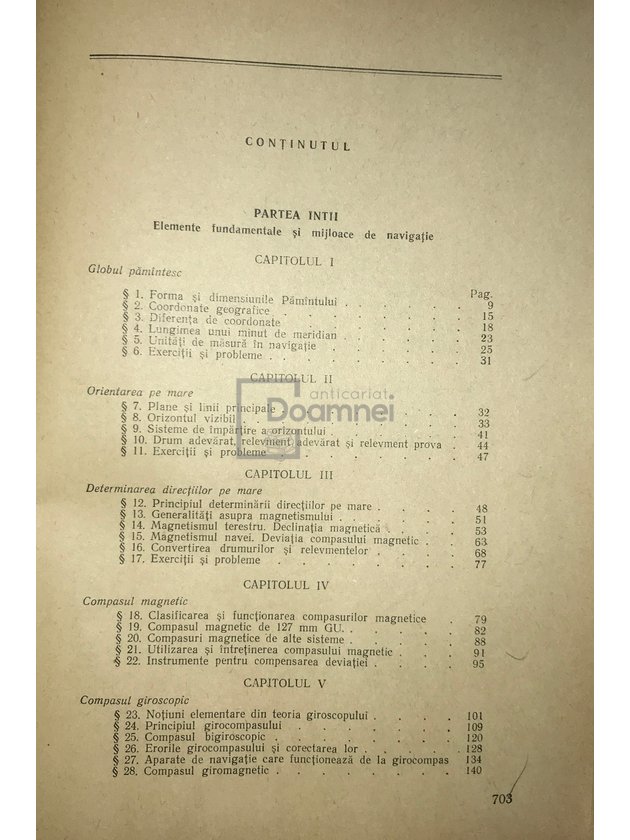 CONȚINUTUL
PARTEA INTII
Elemente fundamentale și mijloace de navigație
CAPITOLUL I
Globul pămîntesc
Pag.
§ 1. Forma și dimensiunile Pămîntului . . . . . 9
§ 2. Coordonate geografice . . . . . . . 15
§ 3. Diferența de coordonate . . . . . . . 18
§ 4. Lungimea unui minut de meridian . . . . . 23
§ 5. Unități de măsură în navigație . . . . . . 25
§ 6. Exerciții și probleme . . . . . . . 31
CAPITOLUL II
Orientarea pe mare
§ 7. Plane și linii principale . . . . . . 32
§ 8. Orizontul vizibil . . . . . . . 33
§ 9. Sisteme de împărțire a orizontului . . . . . 41
§ 10. Drum adevărat, relevment adevărat și relevment prova . 44
§ 11. Exerciții și probleme . . . . . . . 47
anticariat
Doamnei
CAPITOLUL III
Determinarea direcțiilor pe mare
§ 12. Principiul determinării direcțiilor pe mare . . . . 48
§ 13. Generalități asupra magnetismului . . . . . 51
§ 14. Magnetismul terestru. Declinația magnetică . . . . 53
§ 15. Magnetismul navei. Deviația compasului magnetic . . 63
§ 16. Convertirea drumurilor și relevmentelor . . . . 68
§ 17. Exerciții și probleme . . . . . . . 77
CAPITOLUL IV
Compasul magnetic
§ 18. Clasificarea și funcționarea compasurilor magnetice . 79
§ 19. Compasul magnetic de 127 mm GU. . . . . . 82
§ 20. Compasuri magnetice de alte sisteme . . . . . 88
§ 21. Utilizarea și întreținerea compasului magnetic . . . 91
§ 22. Instrumente pentru compensarea deviației . . . . 95
CAPITOLUL V
Compasul giroscopic
§ 23. Noțiuni elementare din teoria giroscopului . . . . 101
§ 24. Principiul girocompasului . . . . . . 109
§ 25. Compasul bigiroscopic . . . . . . . 120
§ 26. Erorile girocompasului și corectarea lor . . . . . 128
§ 27. Aparate de navigație care funcționează de la girocompas 134
§ 28. Compasul giromagnetic . . . . . . . 140
703